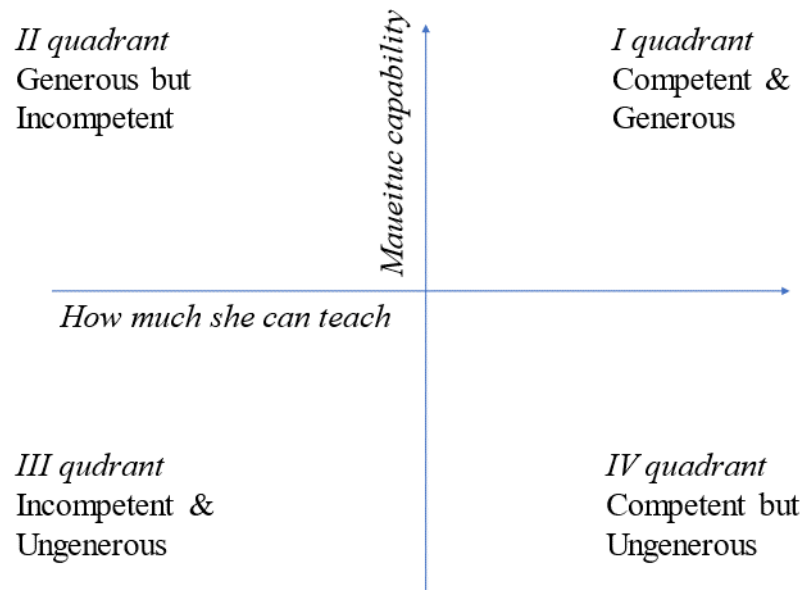 II quadrant
Generous but
Incompetent
Maueituc capability
I quadrant
Competent &
Generous
How much she can teach
III qudrant
Incompetent &
Ungenerous
IV quadrant
Competent but
Ungenerous